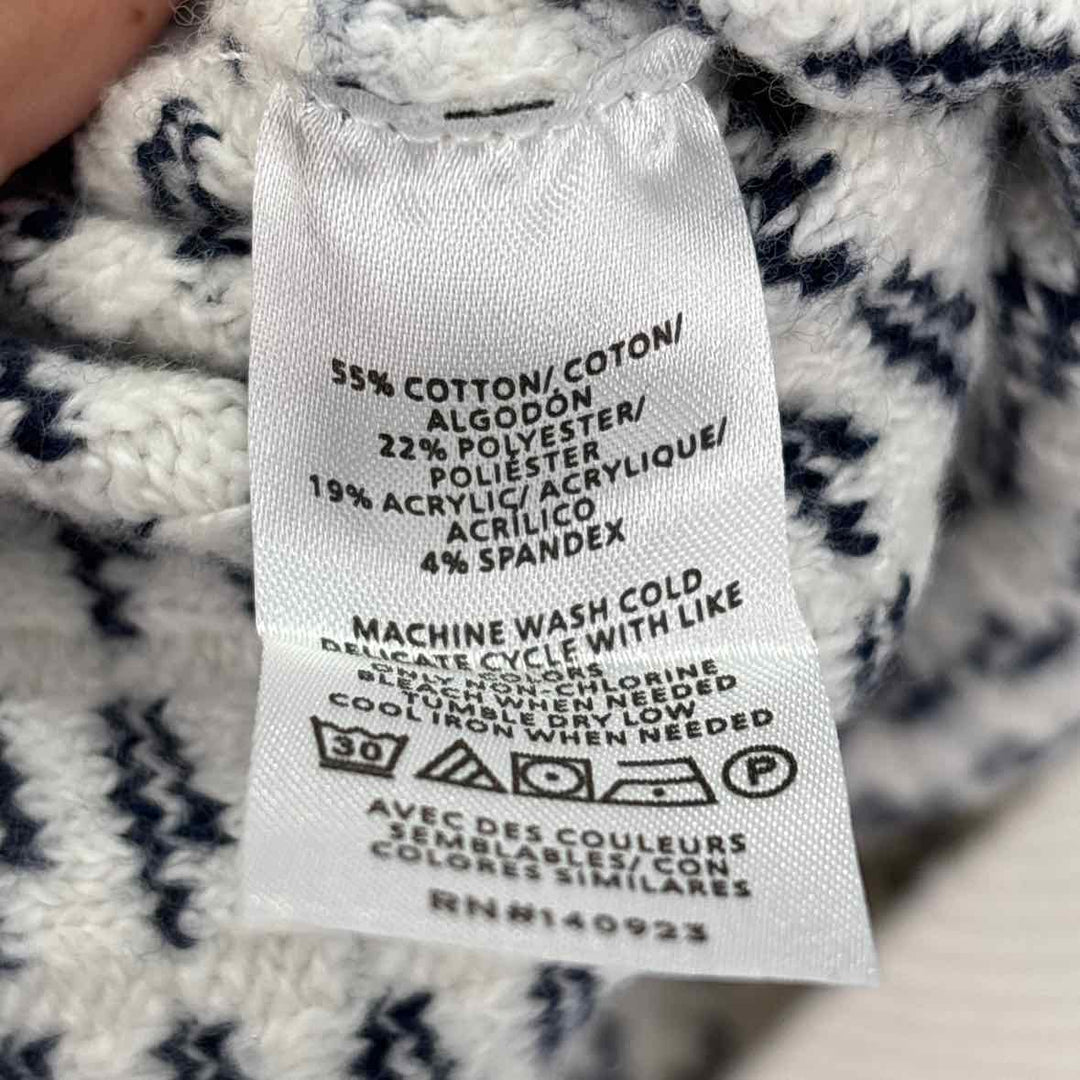 55% COTTON/ COTON/
ALGODÓN
22% POLYESTER/
POLIÉSTER
19% ACRYLIC/ ACRYLIQUE/
ACRÍLICO
4% SPANDEX
MACHINE WASH COLD
DELICATE CYCLE WITH LIKE
COLORS
ONLY NON-CHLORINE
BLEACH WHEN NEEDED
TUMBLE DRY LOW
COOL IRON WHEN NEEDED
30 P
AVEC DES COULEURS
SEMBLABLES/ CON
COLORES SIMILARES
RN#140923